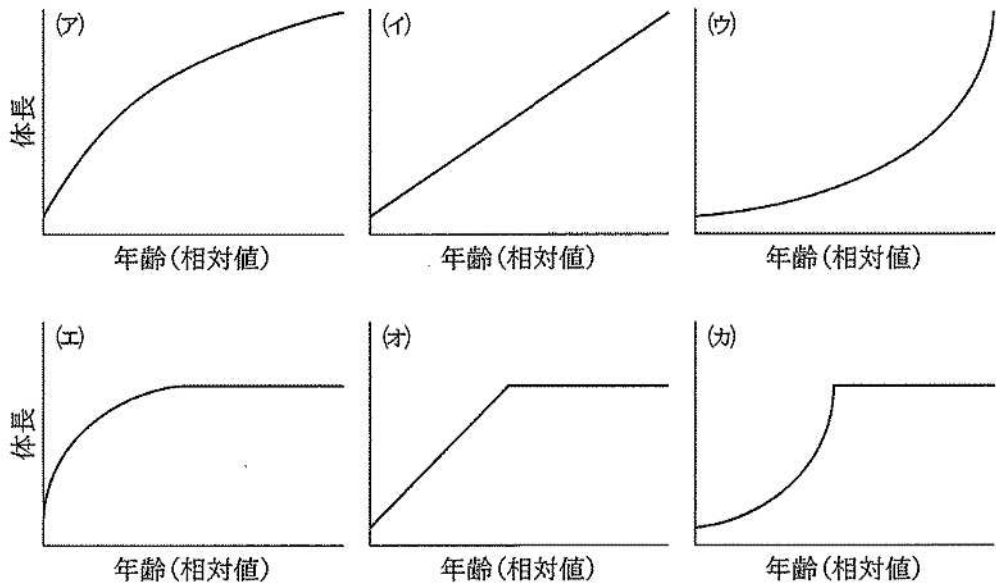 (ア)
(イ)
(ウ)
体長
年齢(相対値)
年齢(相対値)
年齢(相対値)
(エ)
(オ)
(カ)
体長
年齢(相対値)
年齢(相対値)
年齢(相対値)